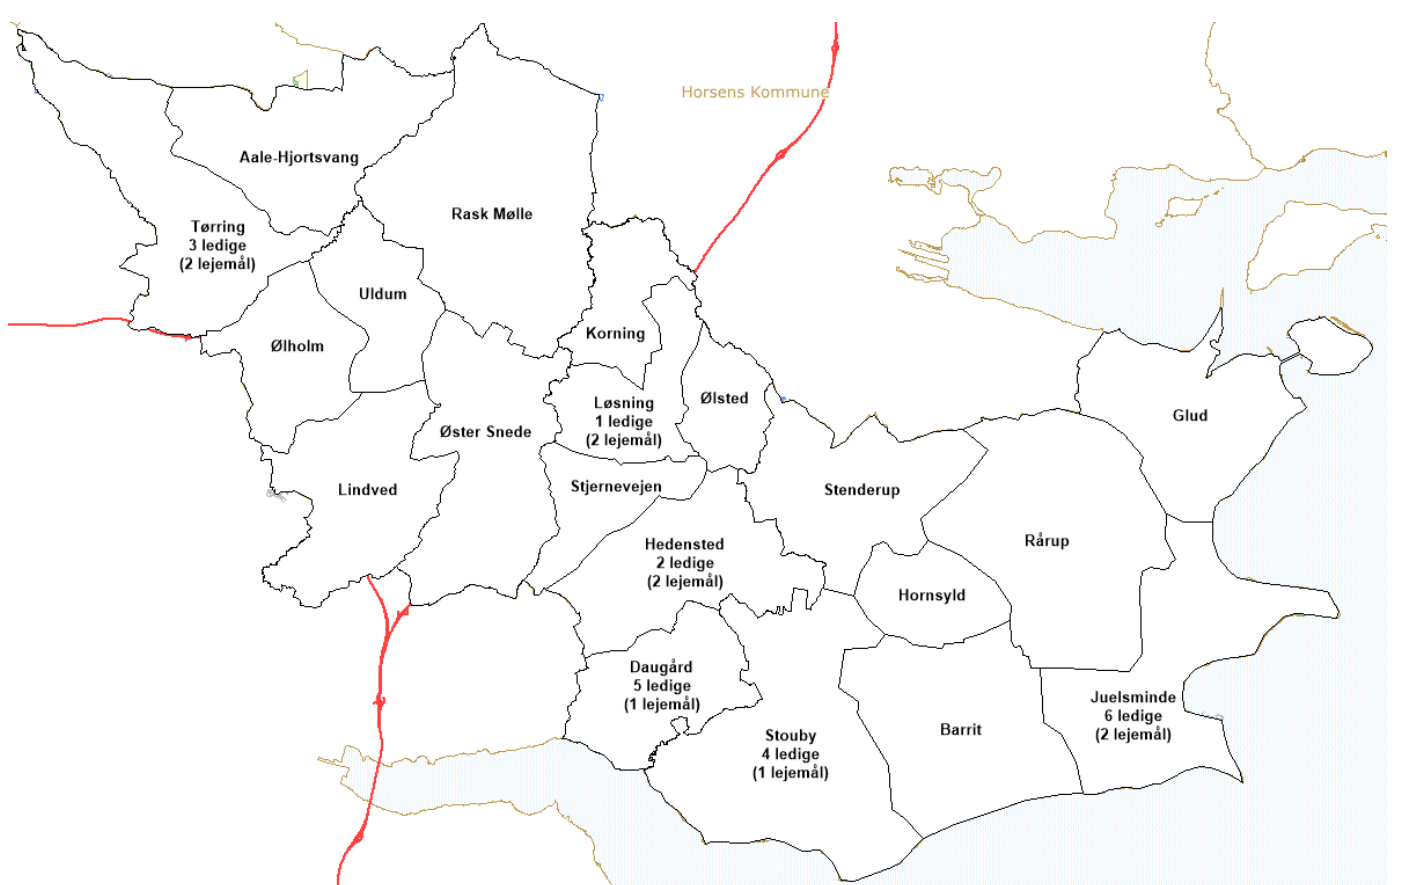 Horsens Kommune
Aale-Hjortsvang
Rask Mølle
Tørring
3 ledige
(2 lejemål)
Uldum
Korning
Ølholm
Ølsted
Løsning
1 ledige
(2 lejemål)
Glud
Øster Snede
Lindved
Stjernevejen
Stenderup
Hedensted
2 ledige
(2 lejemål)
Rårup
Hornsyld
Daugård
5 ledige
(1 lejemål)
Juelsminde
6 ledige
(2 lejemål)
Stouby
4 ledige
(1 lejemål)
Barrit